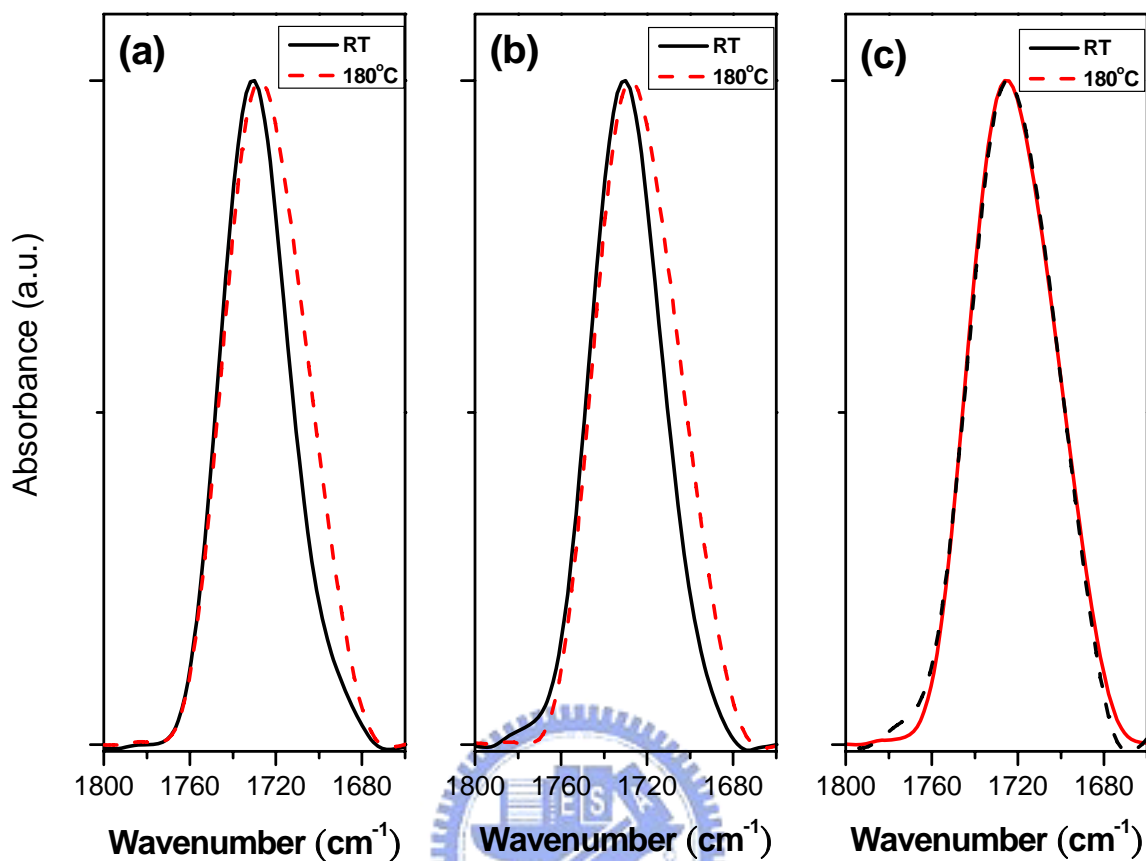 (a)
RT
180°C
(b)
RT
180°C
(c)
RT
180°C
Absorbance (a.u.)
1800 1760 1720 1680
1800 1760 1720 1680
1800 1760 1720 1680
Wavenumber (cm⁻¹)
Wavenumber (cm⁻¹)
Wavenumber (cm⁻¹)
E S